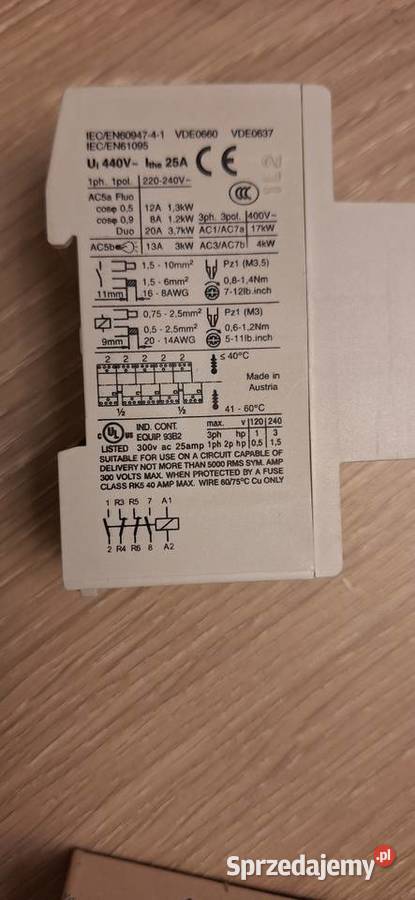 IEC/EN60947-4-1 VDE0660 VDE0637
IEC/EN61095
Ui 440V~ Ithe 25A CE
CCC
1ph. 1pol. 220-240V~
AC5a Fluo
cosφ 0,5 12A 1,3kW
cosφ 0,9 8A 1.2kW 3ph. 3pol. 400V~
Duo 20A 3.7kW AC1/AC7a 17kW
AC5b 13A 3kW AC3/AC7b 4kW
1,5 - 10mm² Pz1 (M3,5)
1,5 - 6mm² 0,8-1,4Nm
11mm 16 - 8AWG 7-12lb.inch
0,75 - 2,5mm² Pz1 (M3)
0,5 - 2.5mm² 0,6-1,2Nm
9mm 20 - 14AWG 5-11lb.inch
2 2 2 2 2 ≤ 40°C
Made in
Austria
½ ½ 41 - 60°C
c UL us IND. CONT. max. v 120 240
EQUIP. 93B2 3ph hp 1 3
LISTED 300v ac 25amp 1ph 2p hp 0,5 1,5
SUITABLE FOR USE ON A CIRCUIT CAPABLE OF
DELIVERY NOT MORE THAN 5000 RMS SYM. AMP
300 VOLTS MAX. WHEN PROTECTED BY A FUSE
CLASS RK5 40 AMP MAX. WIRE 60/75°C Cu ONLY
1 R3 R5 7 A1
2 R4 R6 8 A2
Sprzedajemy.pl